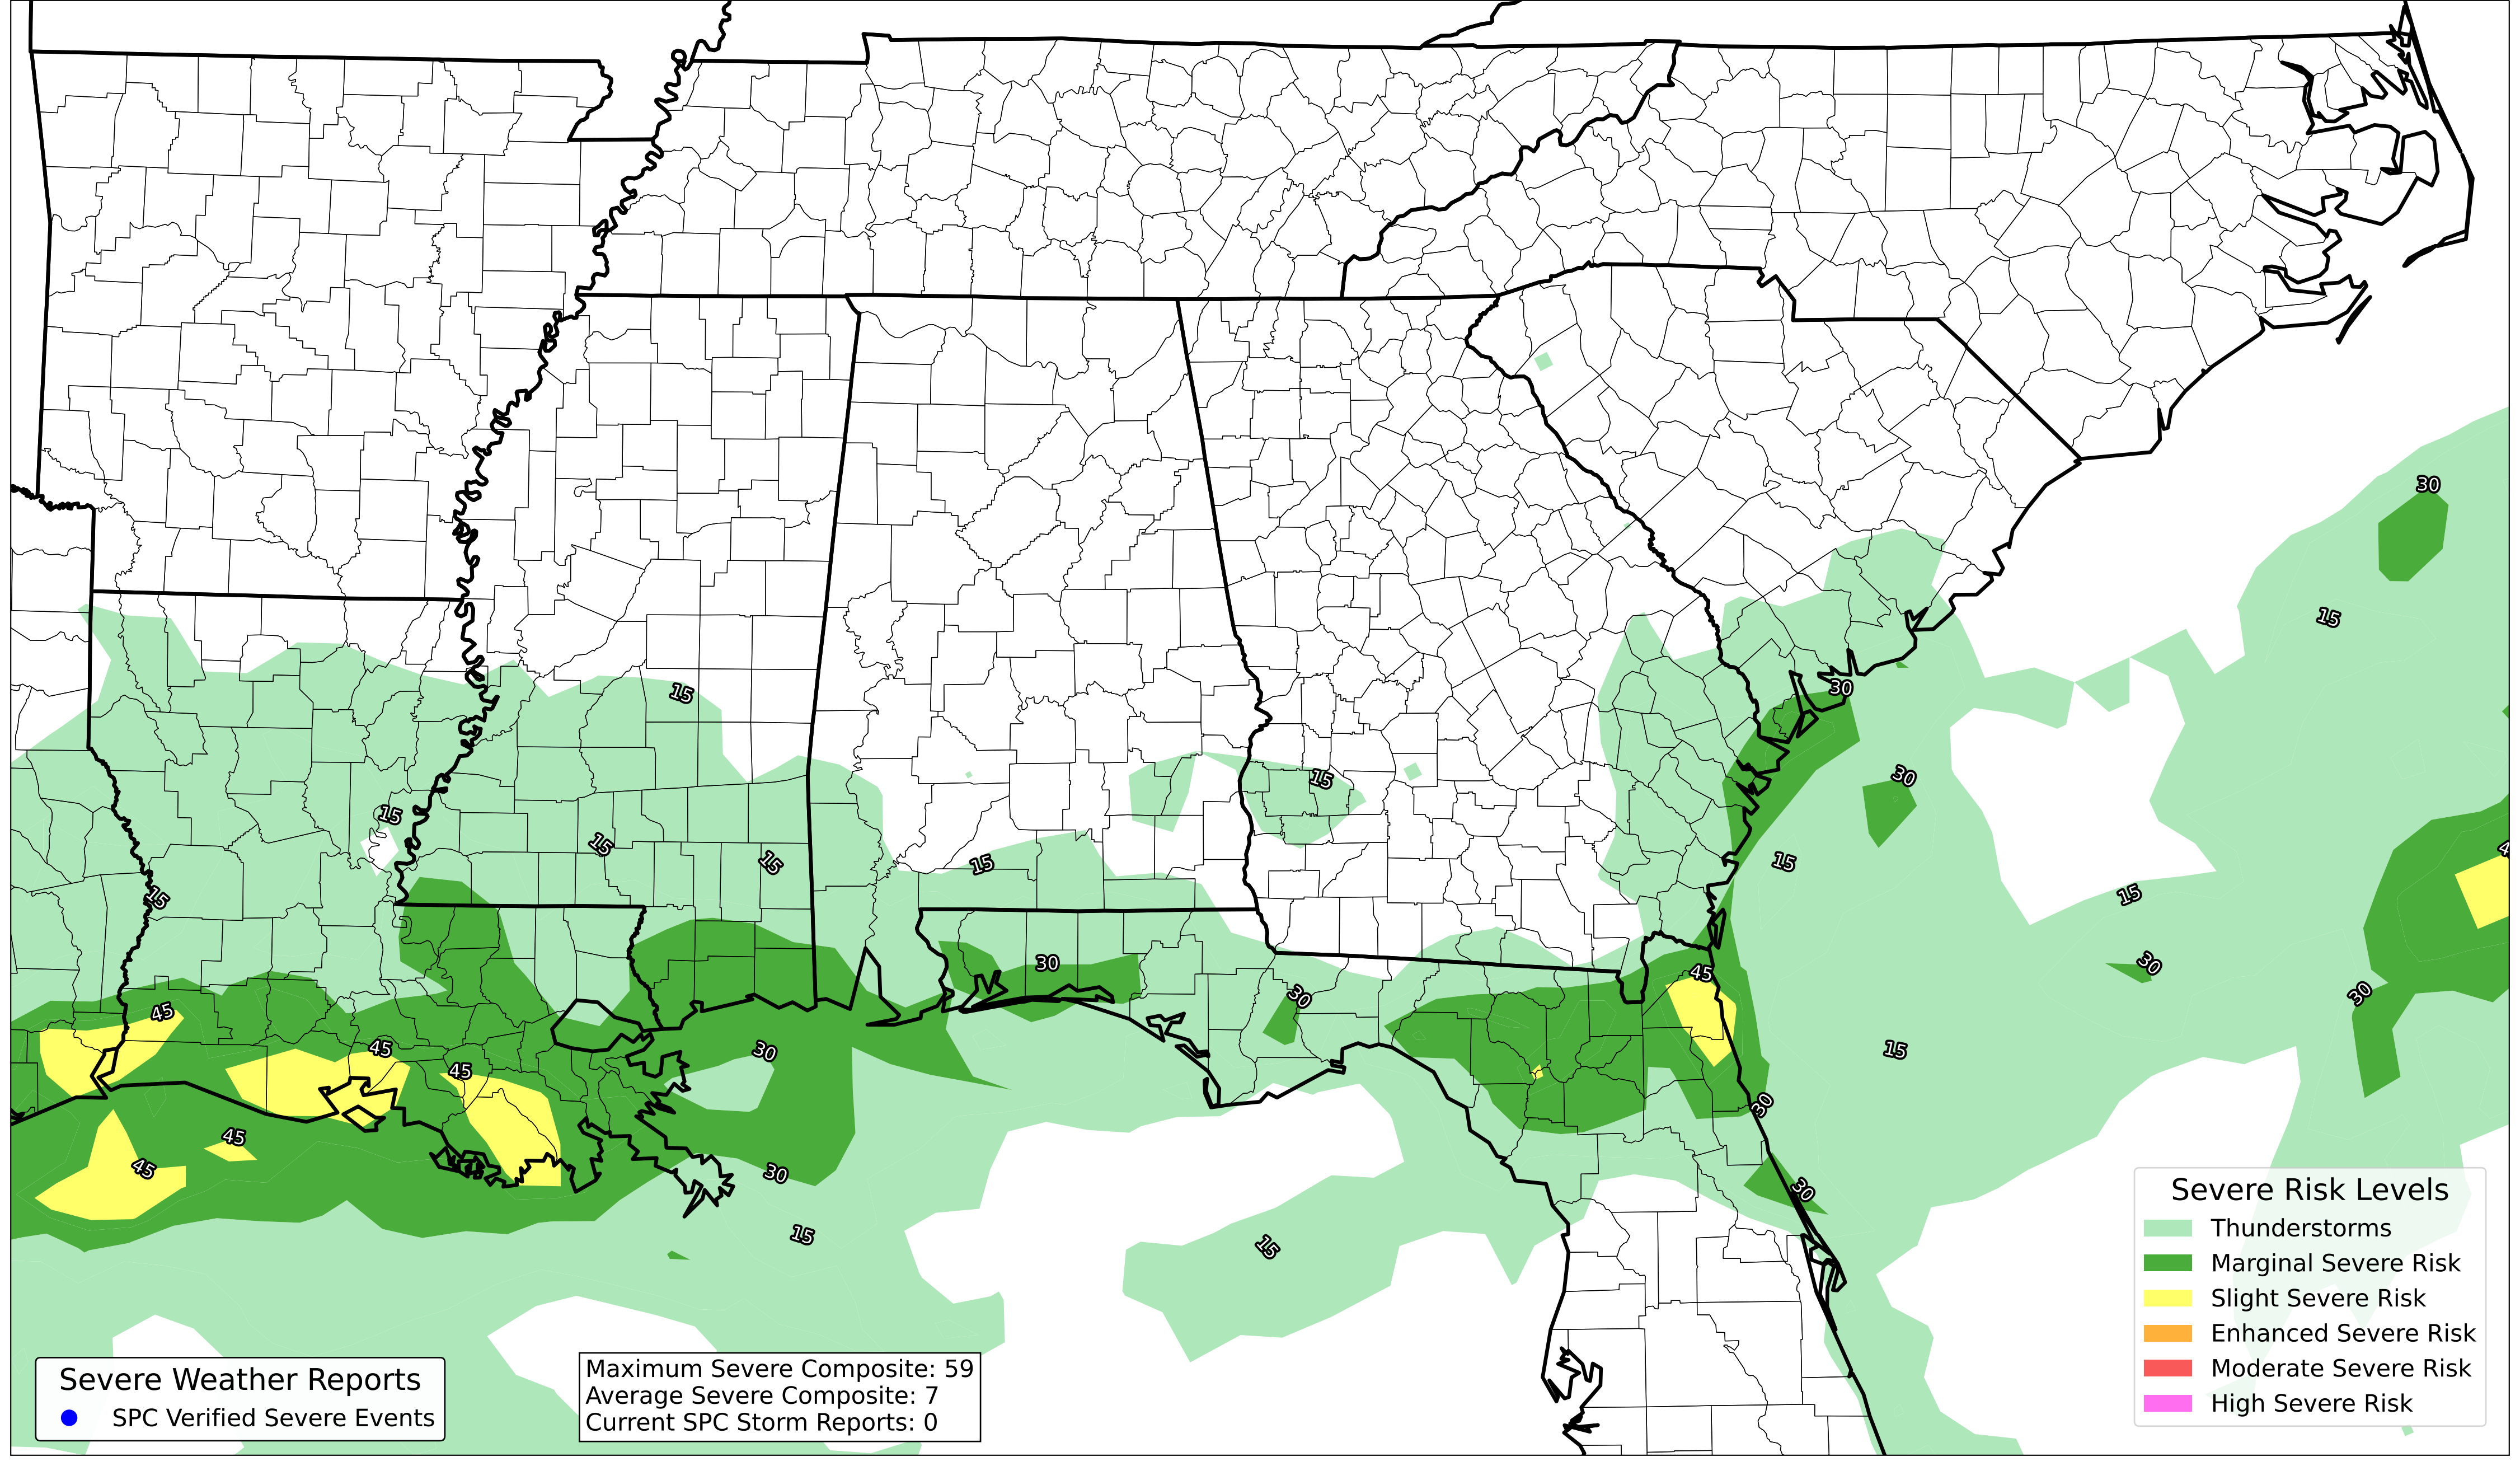 30
15
15
30
15
30
15
15
15
15
15
15
15
45
15
30
30
45
30
30
45
45
45
30
15
30
45
45
30
30
15
15
Severe Risk Levels
Thunderstorms
Marginal Severe Risk
Slight Severe Risk
Enhanced Severe Risk
Moderate Severe Risk
High Severe Risk
Severe Weather Reports
SPC Verified Severe Events
Maximum Severe Composite: 59
Average Severe Composite: 7
Current SPC Storm Reports: 0